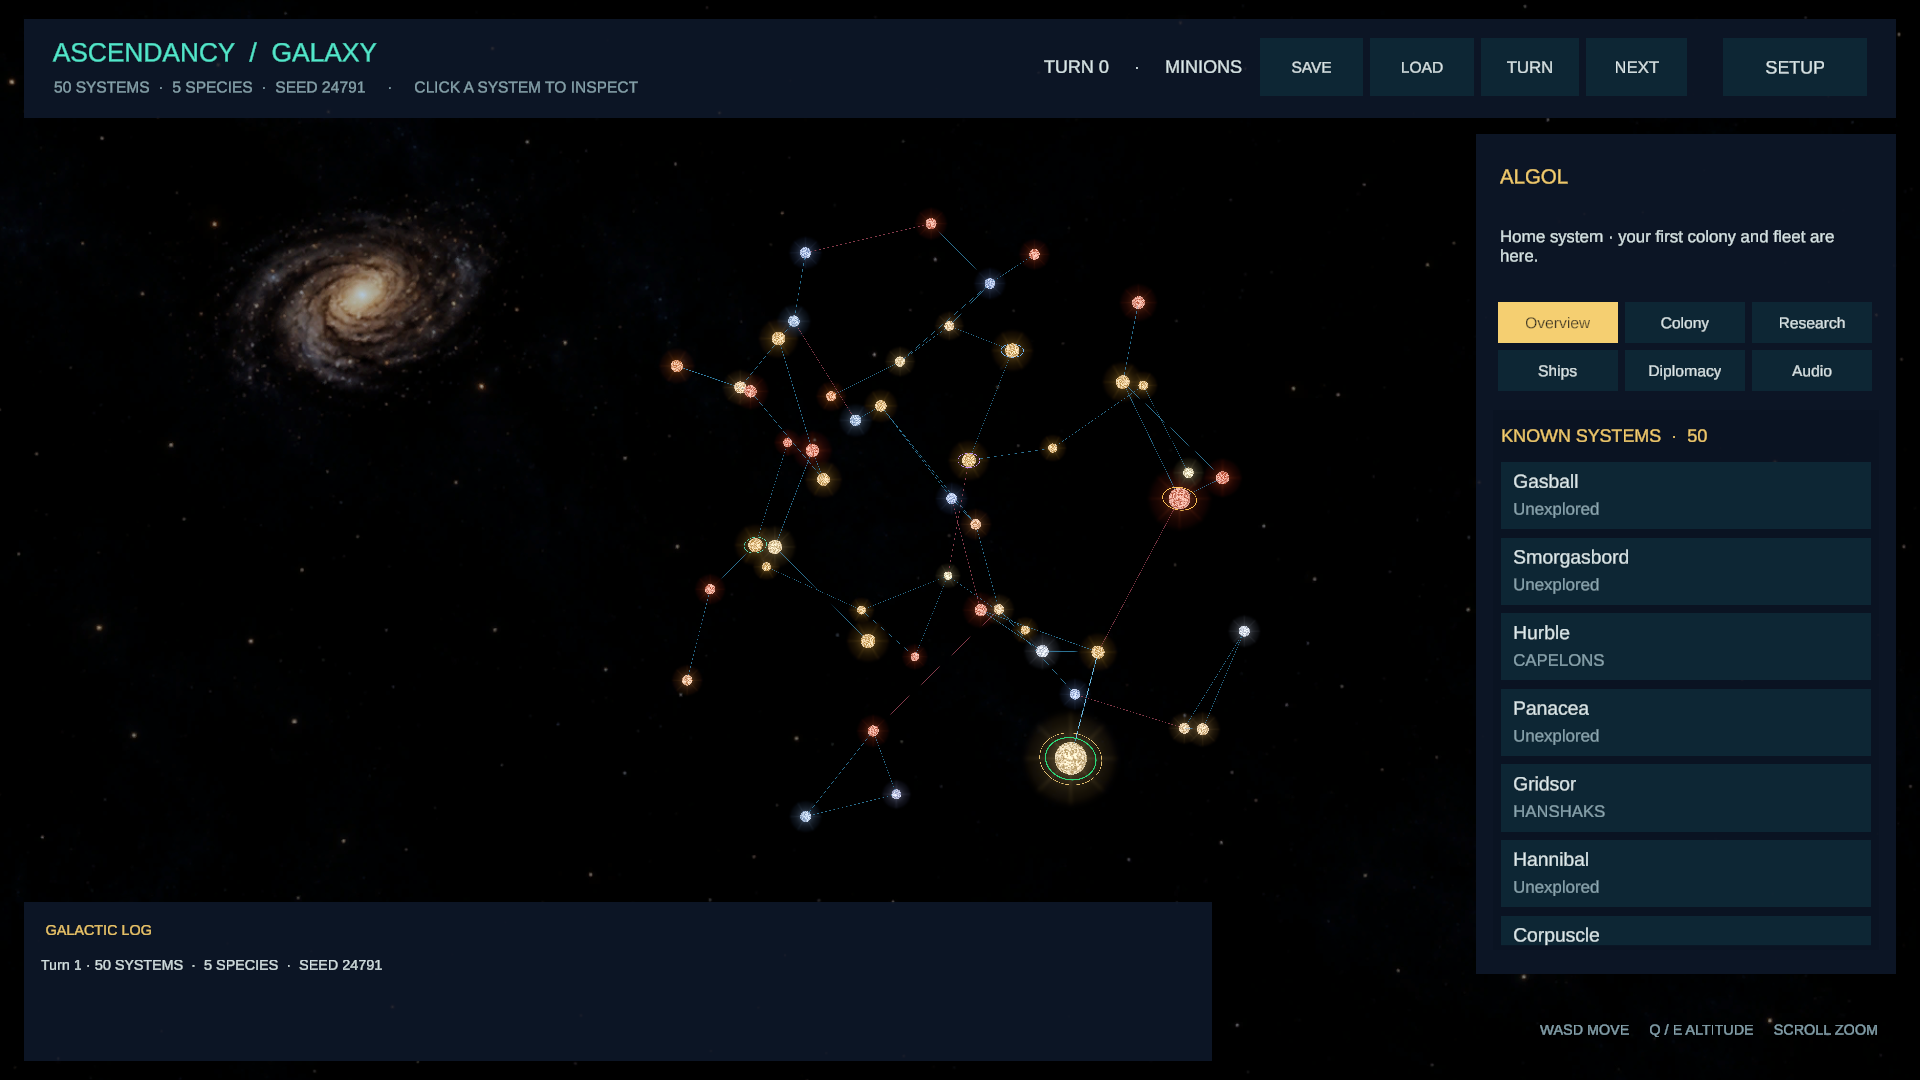 ASCENDANCY / GALAXY
50 SYSTEMS · 5 SPECIES · SEED 24791 · CLICK A SYSTEM TO INSPECT
TURN 0 · MINIONS
SAVE
LOAD
TURN
NEXT
SETUP
ALGOL
Home system · your first colony and fleet are
here.
Overview
Colony
Research
Ships
Diplomacy
Audio
KNOWN SYSTEMS · 50
Gasball
Unexplored
Smorgasbord
Unexplored
Hurble
CAPELONS
Panacea
Unexplored
Gridsor
HANSHAKS
Hannibal
Unexplored
Corpuscle
GALACTIC LOG
Turn 1 · 50 SYSTEMS · 5 SPECIES · SEED 24791
WASD MOVE Q / E ALTITUDE SCROLL ZOOM